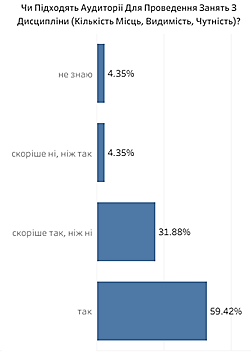 Чи Підходять Аудиторії Для Проведення Занять З
Дисципліни (Кількість Місць, Видимість, Чутність)?
не знаю
4.35%
скоріше ні, ніж так
4.35%
скоріше так, ніж ні
31.88%
так
59.42%